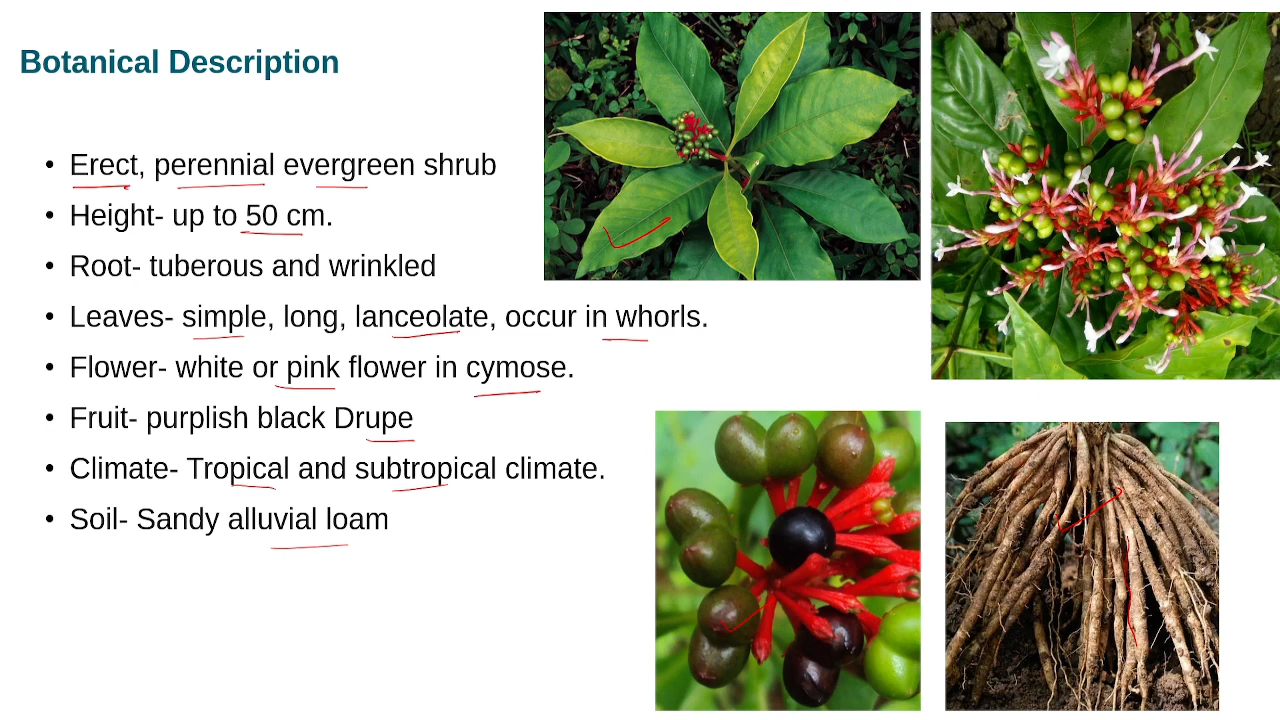 Botanical Description
• Erect, perennial evergreen shrub
• Height- up to 50 cm.
• Root- tuberous and wrinkled
• Leaves- simple, long, lanceolate, occur in whorls.
• Flower- white or pink flower in cymose.
• Fruit- purplish black Drupe
• Climate- Tropical and subtropical climate.
• Soil- Sandy alluvial loam